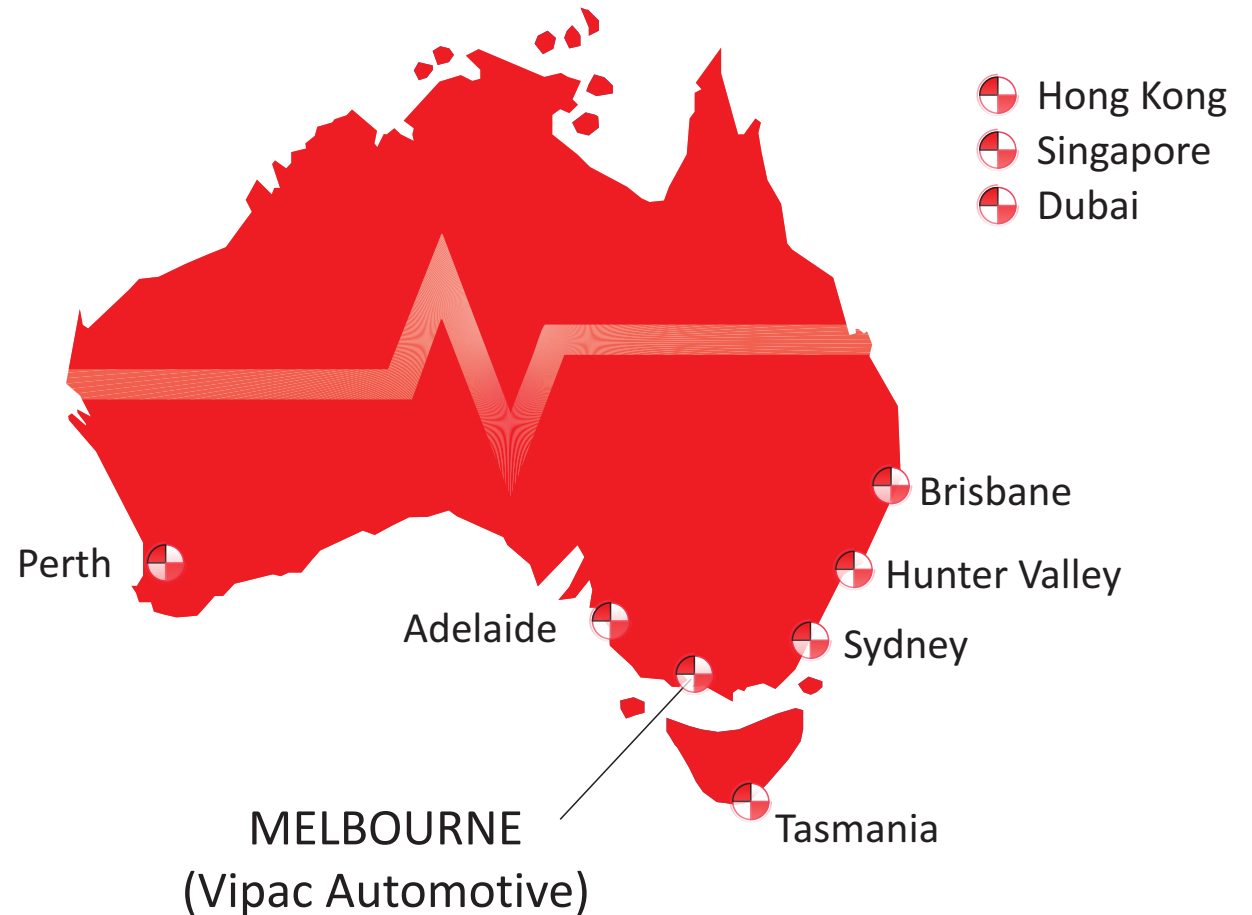 Hong Kong
Singapore
Dubai
Brisbane
Perth
Hunter Valley
Adelaide
Sydney
MELBOURNE
(Vipac Automotive)
Tasmania